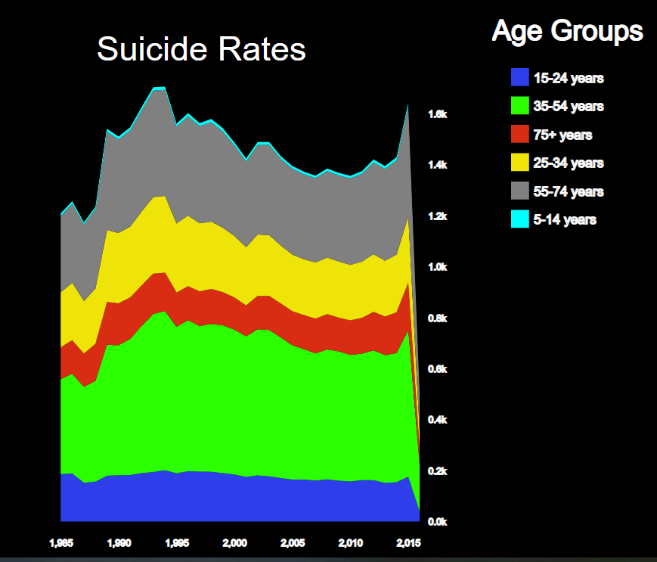 Suicide Rates
Age Groups
15-24 years
35-54 years
75+ years
25-34 years
55-74 years
5-14 years
1.6k
1.4k
1.2k
1.0k
0.8k
0.6k
0.4k
0.2k
0.0k
1,985 1,990 1,995 2,000 2,005 2,010 2,015